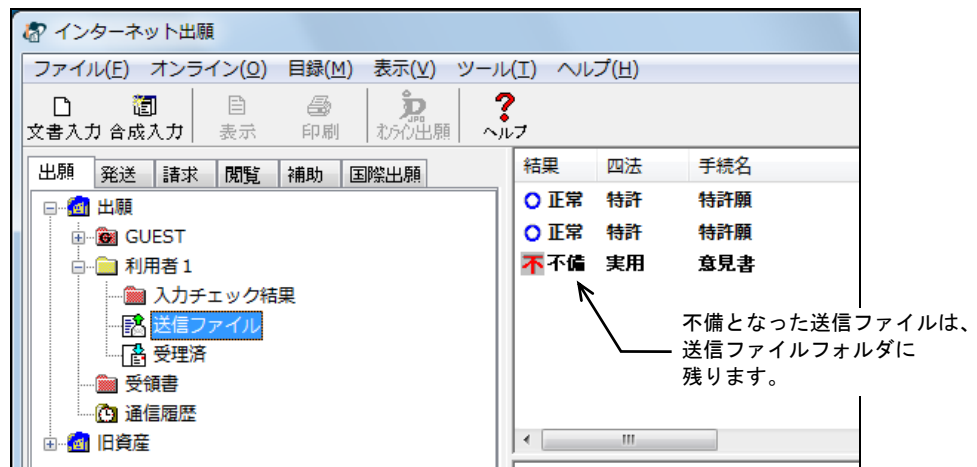 インターネット出願
ファイル(F) オンライン(O) 目録(M) 表示(V) ツール(T) ヘルプ(H)
文書入力 合成入力 表示 印刷 オンライン出願 ヘルプ
出願 発送 請求 閲覧 補助 国際出願
結果 四法 手続名
出願
GUEST
利用者1
入力チェック結果
送信ファイル
受理済
受領書
通信履歴
旧資産
正常 特許 特許願
正常 特許 特許願
不 不備 実用 意見書
不備となった送信ファイルは、
送信ファイルフォルダに
残ります。